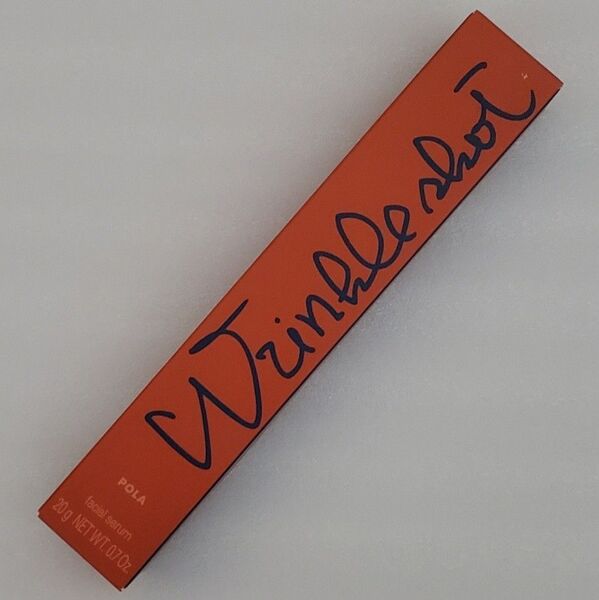 Wrinkle shot
POLA
facial serum
20g NET WT. 0.7 Oz